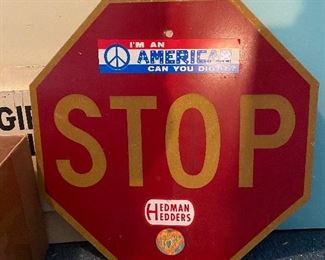 I'M AN
AMERICAN
CAN YOU DIG IT?
STOP
HEDMAN
HEDDERS